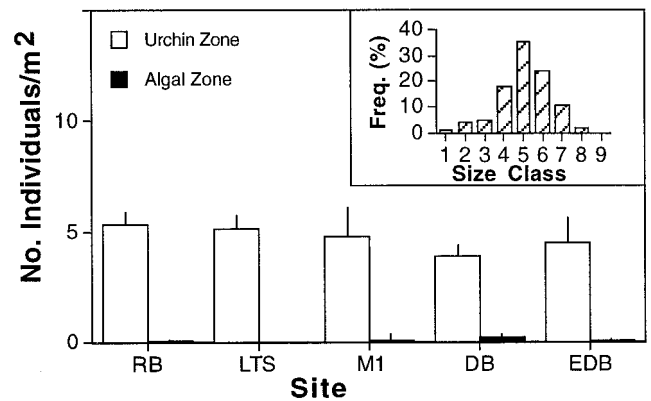 No. Individuals/m²
10
5
0
Urchin Zone
Algal Zone
Freq. (%)
40
30
20
10
0
1 2 3 4 5 6 7 8 9
Size Class
RB LTS M1 DB EDB
Site